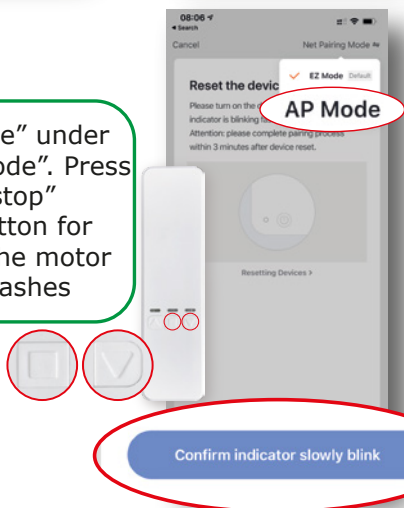 08:06
Search
Cancel
Net Pairing Mode
EZ Mode Default
Reset the devic
AP Mode
Please turn on the
indicator is blinking
Attention: please complete pairing process
within 3 minutes after device reset.
Resetting Devices >
Confirm indicator slowly blink
e” under
ode”. Press
stop”
tton for
ne motor
ashes